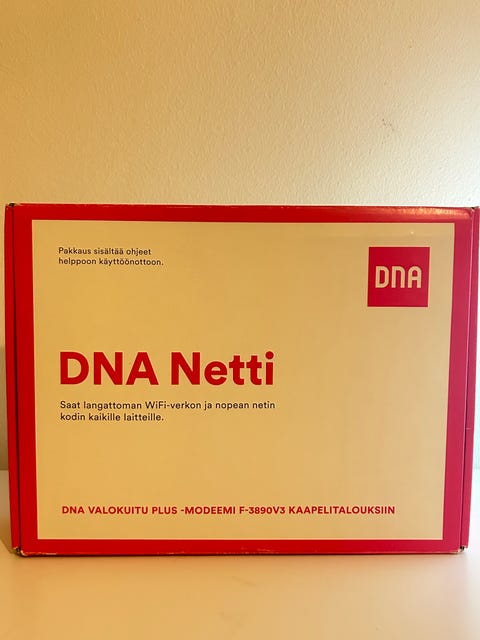 Pakkaus sisältää ohjeet
helppoon käyttöönottoon.
DNA
DNA Netti
Saat langattoman WiFi-verkon ja nopean netin
kodin kaikille laitteille.
DNA VALOKUITU PLUS -MODEEMI F-3890V3 KAAPELITALOUKSIIN